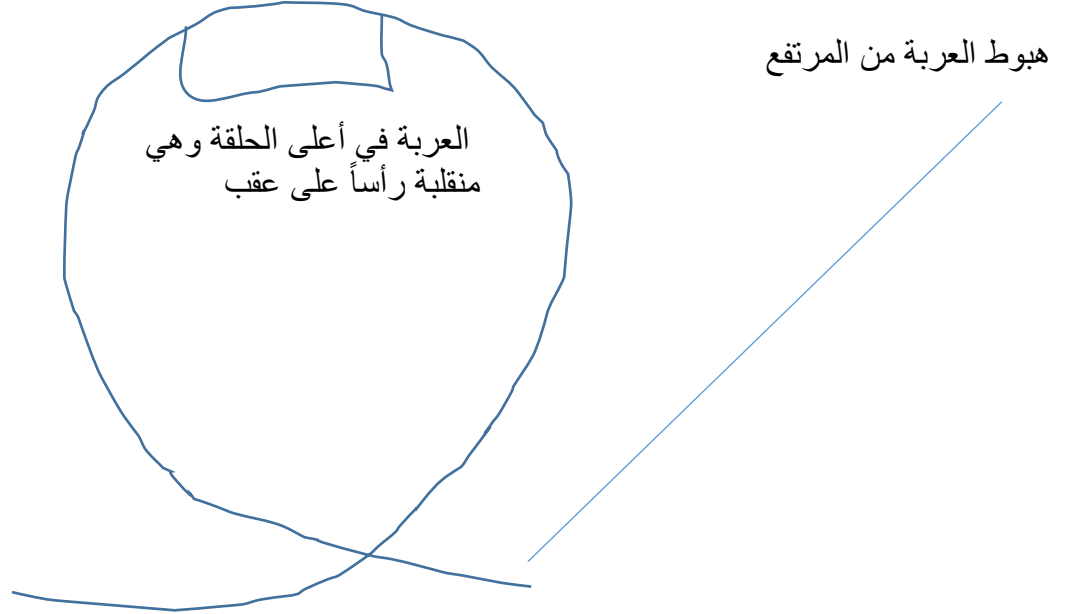 هبوط العربة من المرتفع
العربة في أعلى الحلقة وهي
منقلبة رأساً على عقب